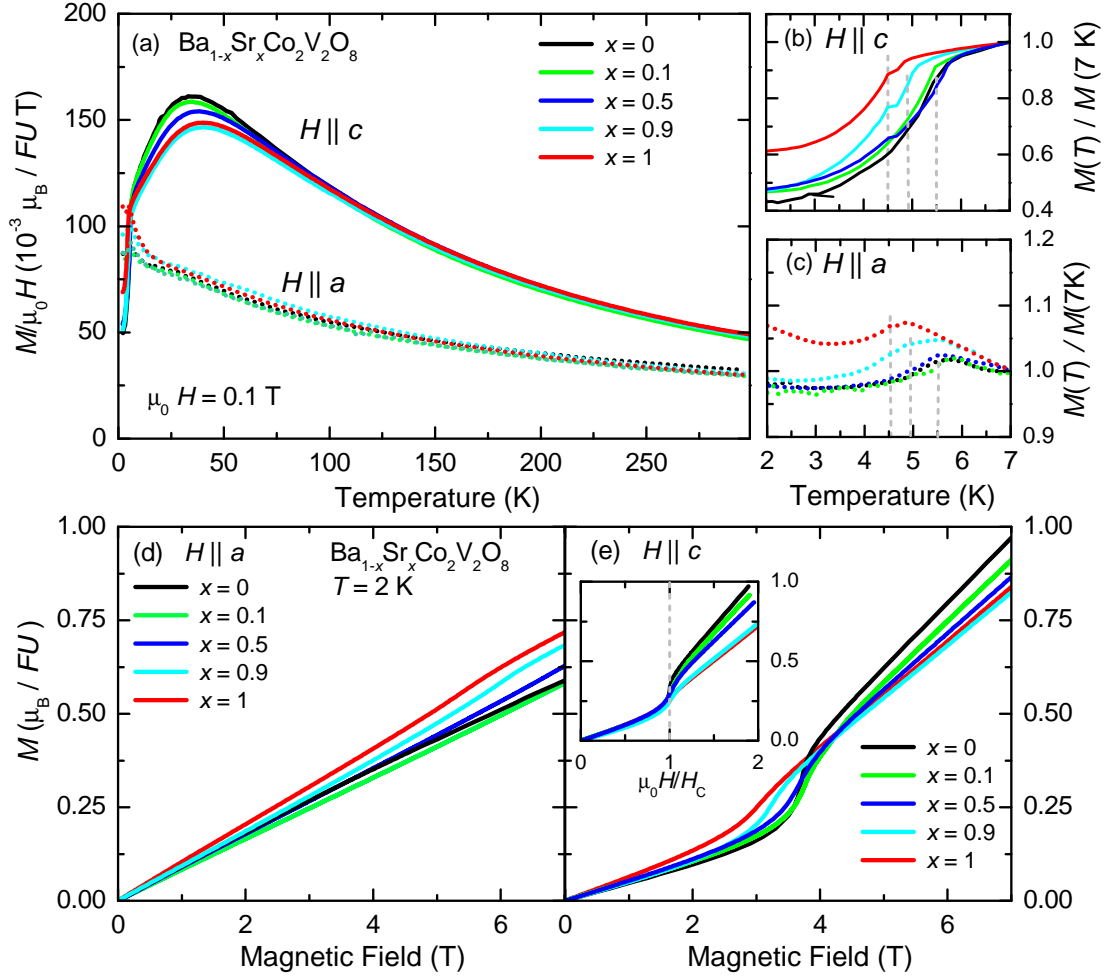 (a) Ba1-xSrxCo2V2O8
x = 0
x = 0.1
x = 0.5
x = 0.9
x = 1
H || c
H || a
μ0 H = 0.1 T
M/μ0H (10-3 μB / FU T)
200
150
100
50
0
0 50 100 150 200 250
Temperature (K)
(b) H || c
1.0
0.8
0.6
0.4
M(T) / M (7 K)
(c) H || a
1.2
1.1
1.0
0.9
M(T) / M(7K)
2 3 4 5 6 7
Temperature (K)
(d) H || a
Ba1-xSrxCo2V2O8
T = 2 K
x = 0
x = 0.1
x = 0.5
x = 0.9
x = 1
M (μB / FU)
1.00
0.75
0.50
0.25
0.00
0 2 4 6
Magnetic Field (T)
(e) H || c
1.0
0.5
0.0
0 1 2
μ0H/HC
x = 0
x = 0.1
x = 0.5
x = 0.9
x = 1
1.00
0.75
0.50
0.25
0.00
0 2 4 6
Magnetic Field (T)